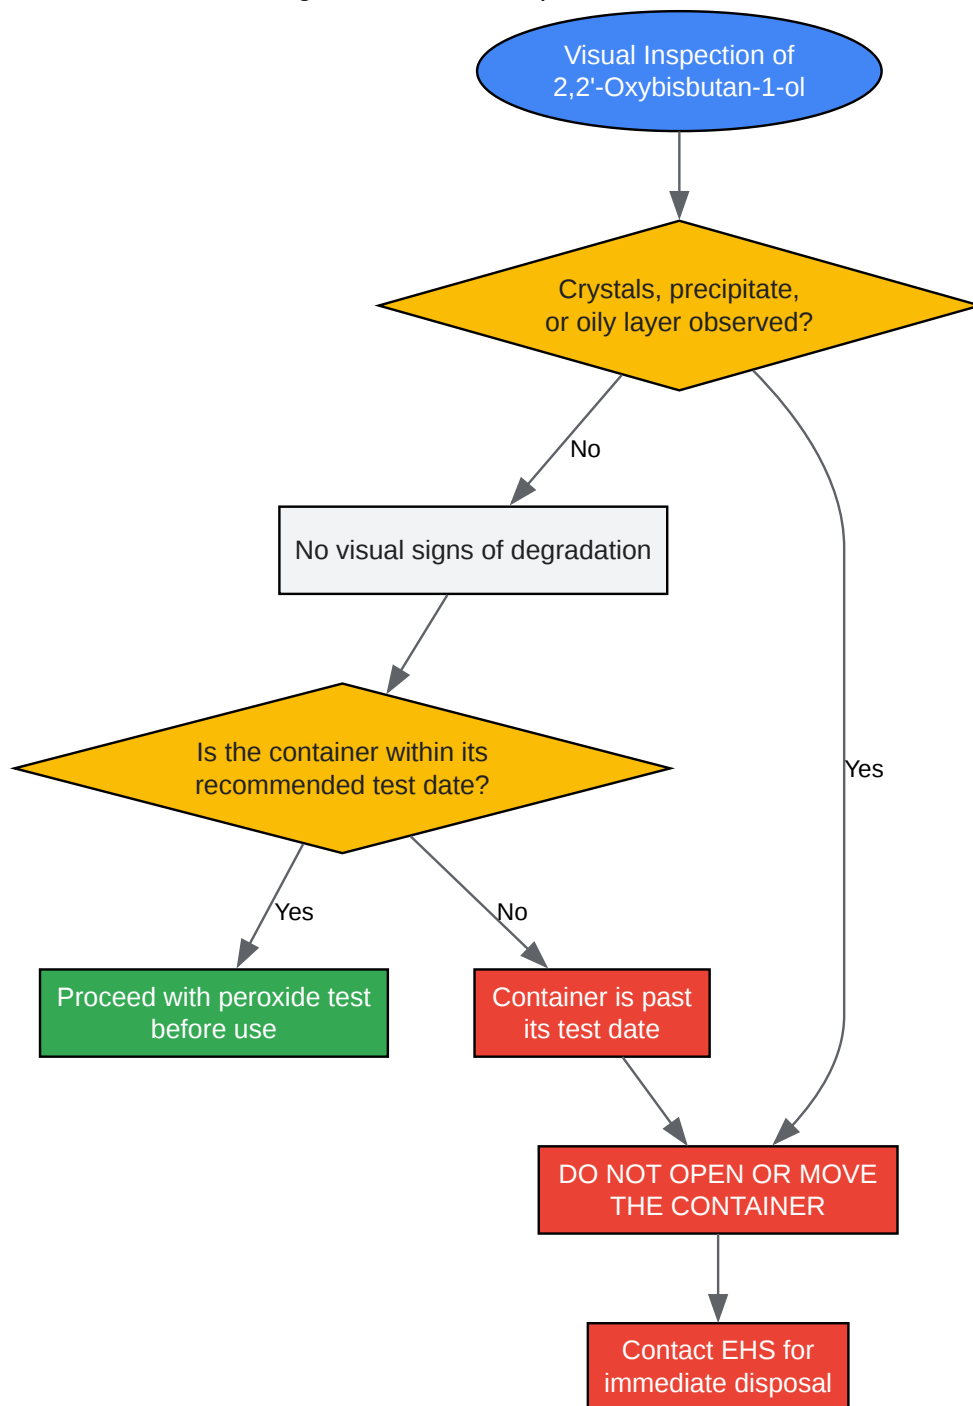 Visual Inspection of
2,2'-Oxybisbutan-1-ol
Crystals, precipitate,
or oily layer observed?
No
No visual signs of degradation
Is the container within its
recommended test date?
Yes
Yes
No
Proceed with peroxide test
before use
Container is past
its test date
DO NOT OPEN OR MOVE
THE CONTAINER
Contact EHS for
immediate disposal